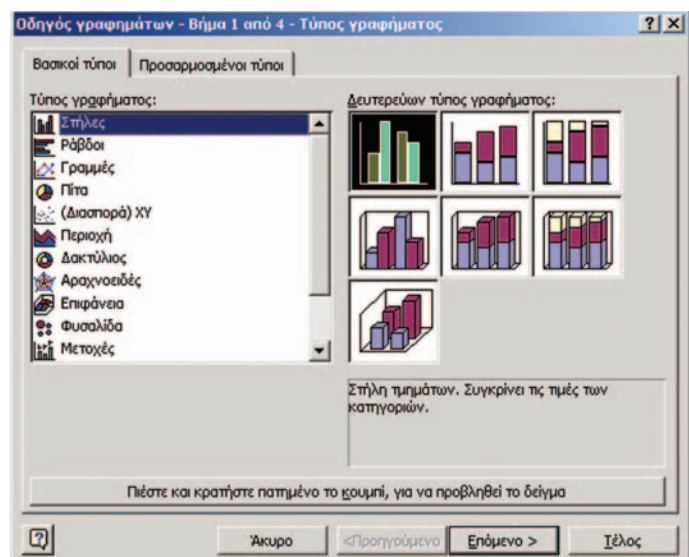 Οδηγός γραφημάτων - Βήμα 1 από 4 - Τύπος γραφήματος
Βασικοί τύποι
Προσαρμοσμένοι τύποι
Τύπος γραφήματος:
Στήλες
Ράβδοι
Γραμμές
Πίτα
(Διασπορά) XY
Περιοχή
Δακτύλιος
Αραχνοειδές
Επιφάνεια
Φυσαλίδα
Μετοχές
Δευτερεύων τύπος γραφήματος:
Στήλη τμημάτων. Συγκρίνει τις τιμές των
κατηγοριών.
Πιέστε και κρατήστε πατημένο το κουμπί, για να προβληθεί το δείγμα
Άκυρο
<Προηγούμενο
Επόμενο >
Τέλος